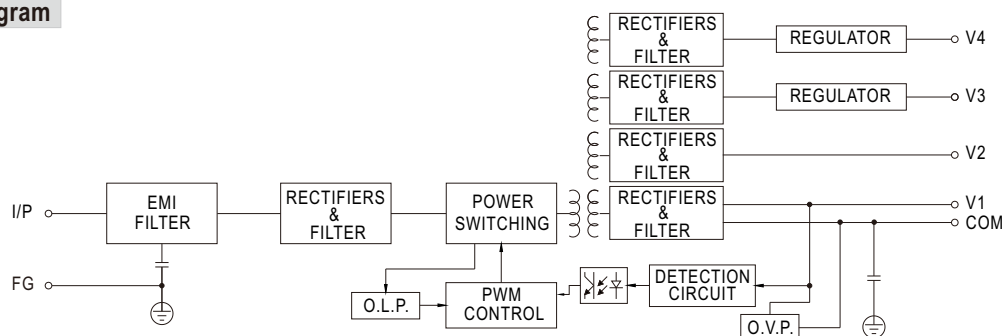 gram
RECTIFIERS
&
FILTER
REGULATOR
V4
RECTIFIERS
&
FILTER
REGULATOR
V3
RECTIFIERS
&
FILTER
V2
I/P
EMI
FILTER
RECTIFIERS
&
FILTER
POWER
SWITCHING
RECTIFIERS
&
FILTER
V1
COM
FG
O.L.P.
PWM
CONTROL
DETECTION
CIRCUIT
O.V.P.